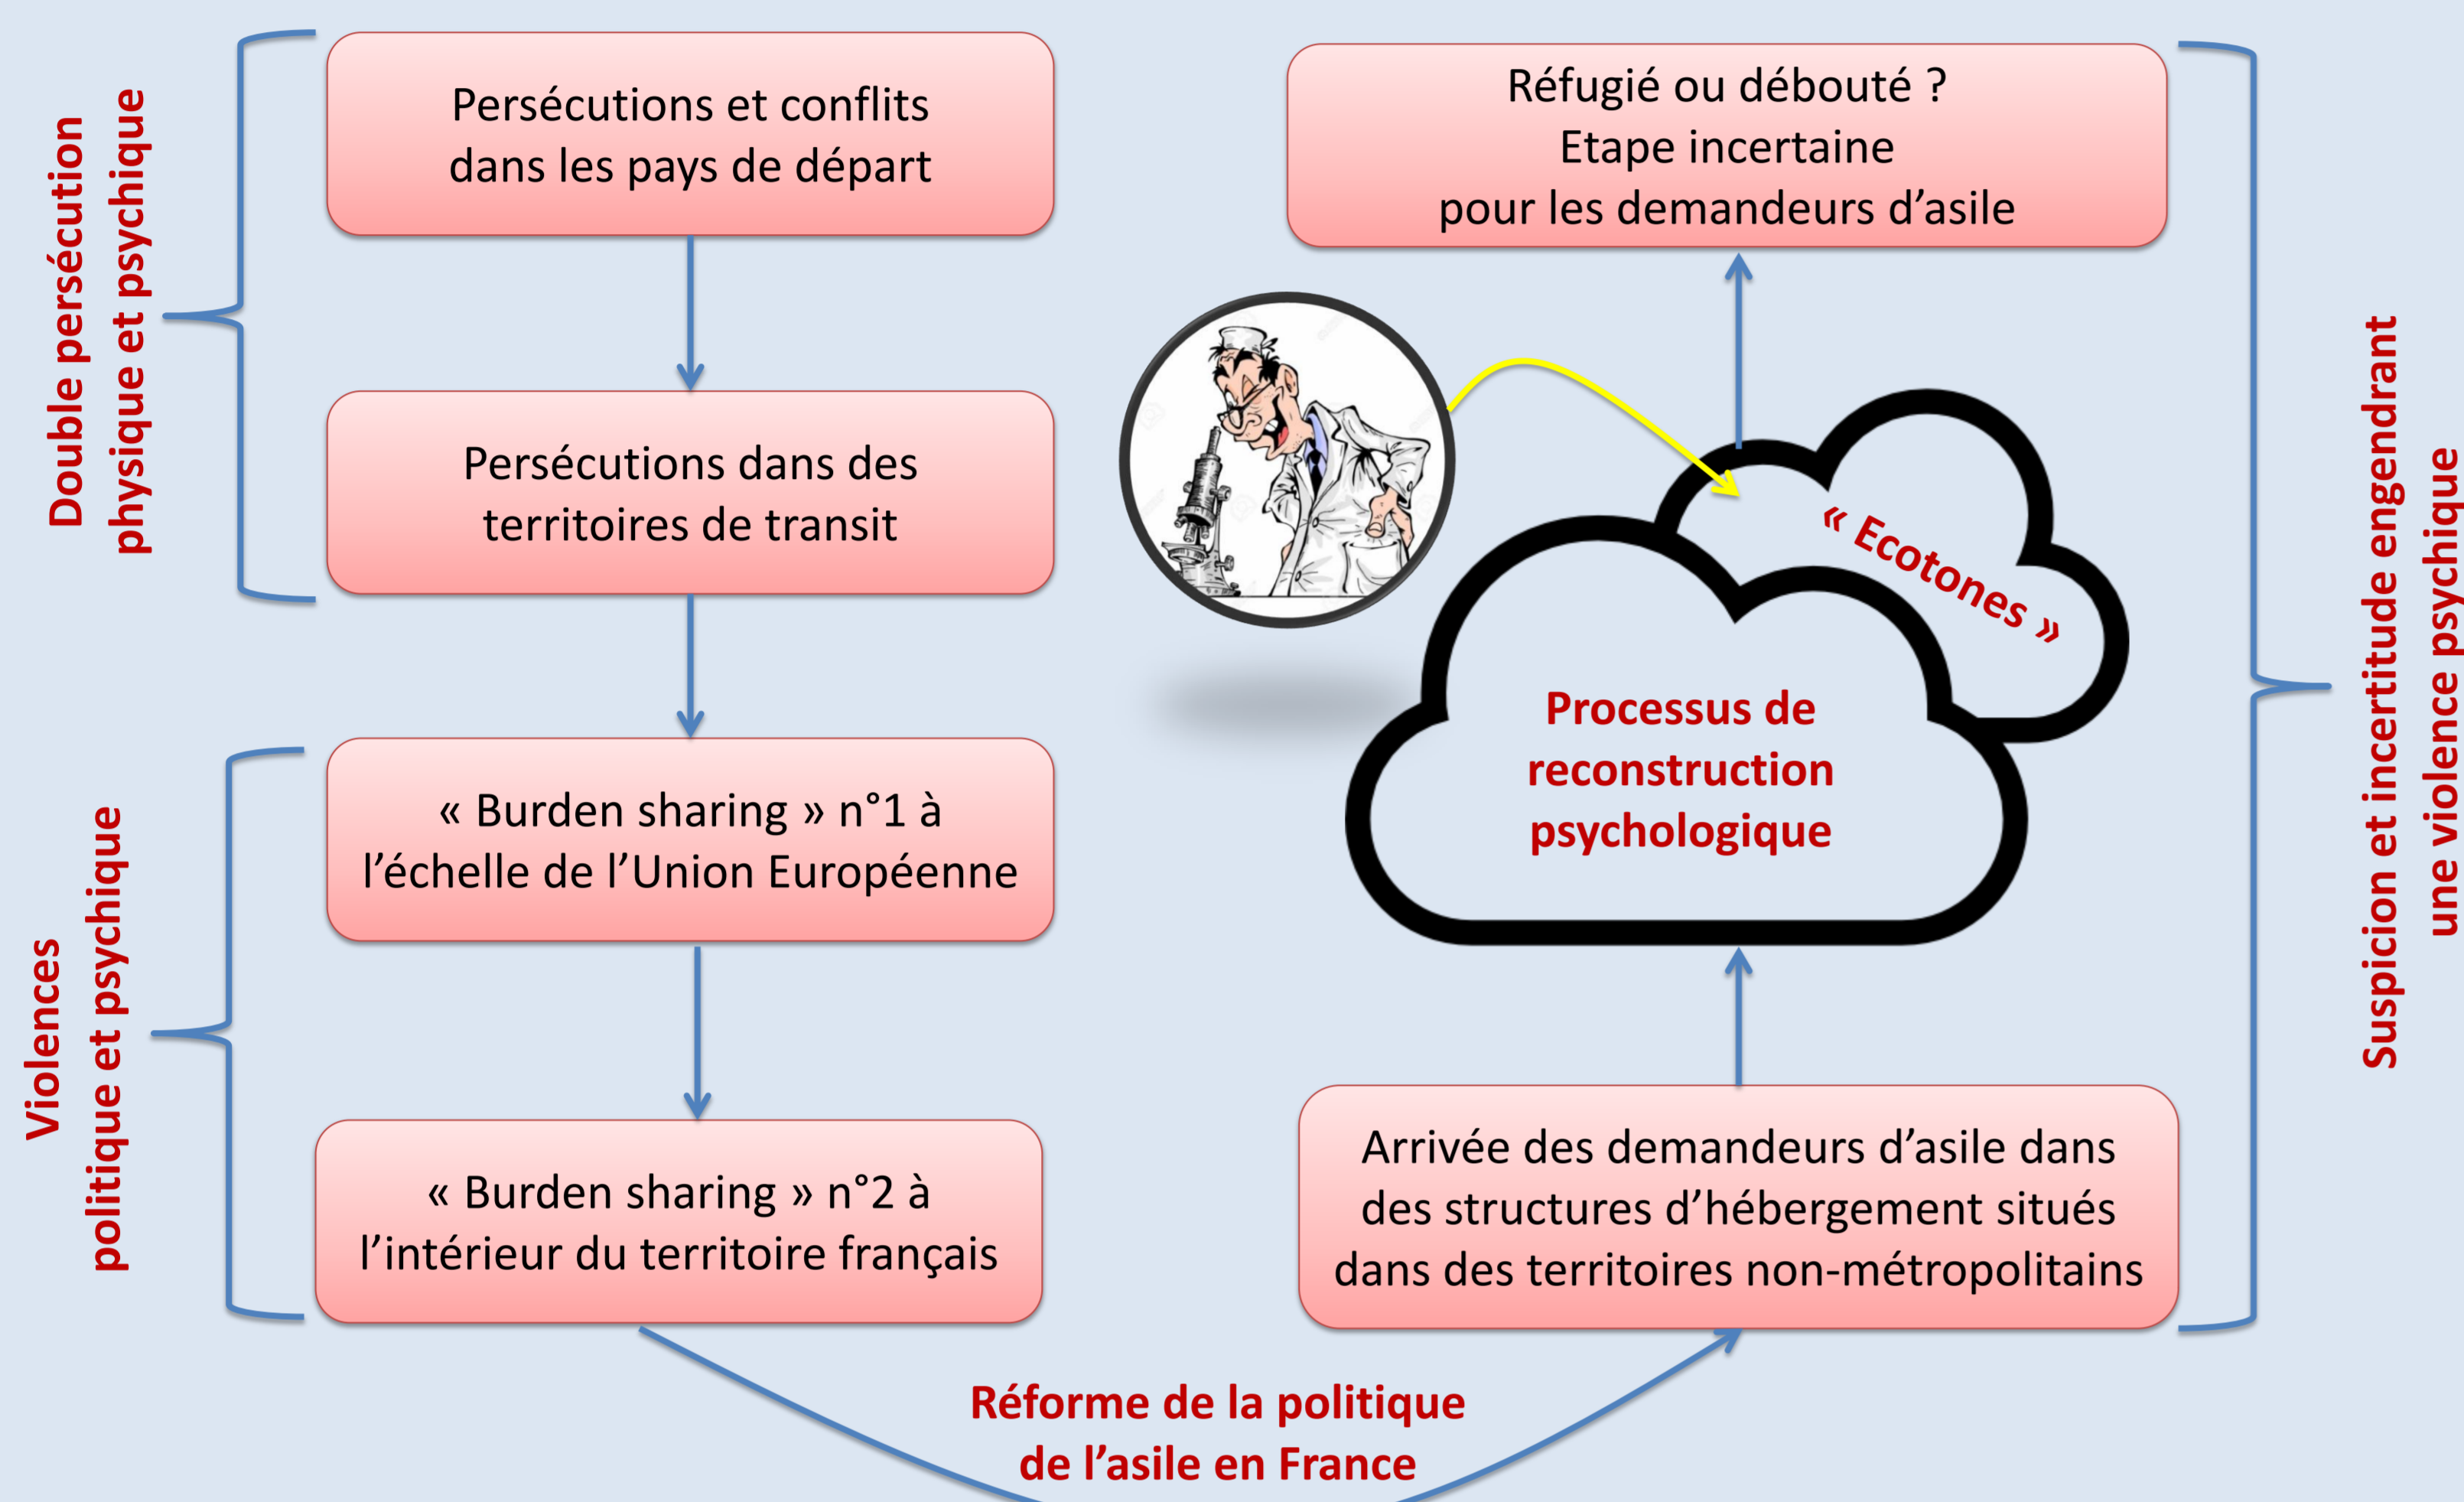 Double persécution
physique et psychique
Persécutions et conflits
dans les pays de départ
Persécutions dans des
territoires de transit
Violences
politique et psychique
« Burden sharing » n°1 à
l’échelle de l’Union Européenne
« Burden sharing » n°2 à
l’intérieur du territoire français
Réforme de la politique
de l’asile en France
Réfugié ou débouté ?
Etape incertaine
pour les demandeurs d’asile
« Ecotones »
Processus de
reconstruction
psychologique
Arrivée des demandeurs d’asile dans
des structures d’hébergement situés
dans des territoires non-métropolitains
Suspicion et incertitude engendrant
une violence psychique